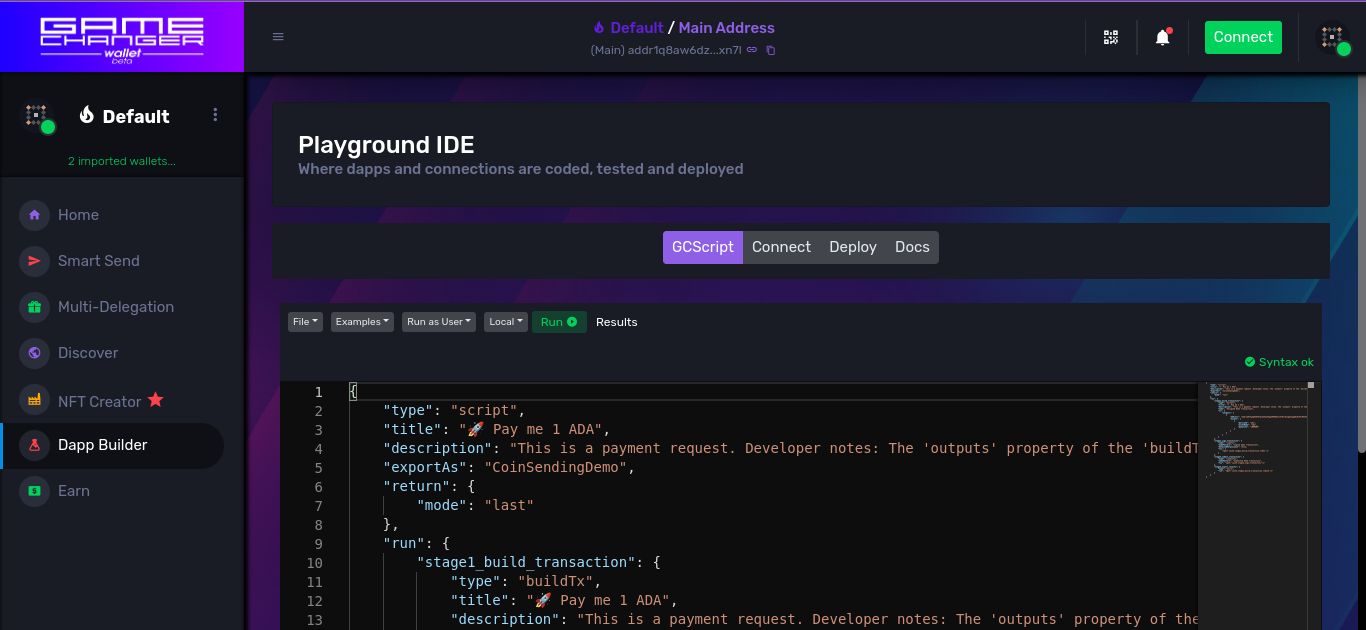 GAME
CHANGER
wallet
beta
Default / Main Address
(Main) addr1q8aw6dz...xn7l
Connect
Default
2 imported wallets...
Home
Smart Send
Multi-Delegation
Discover
NFT Creator
Dapp Builder
Earn
Playground IDE
Where dapps and connections are coded, tested and deployed
GCScript Connect Deploy Docs
File Examples Run as User Local Run Results
Syntax ok
1 {
2 "type": "script",
3 "title": "🚀 Pay me 1 ADA",
4 "description": "This is a payment request. Developer notes: The 'outputs' property of the 'buildT
5 "exportAs": "CoinSendingDemo",
6 "return": {
7 "mode": "last"
8 },
9 "run": {
10 "stage1_build_transaction": {
11 "type": "buildTx",
12 "title": "🚀 Pay me 1 ADA",
13 "description": "This is a payment request. Developer notes: The 'outputs' property of the